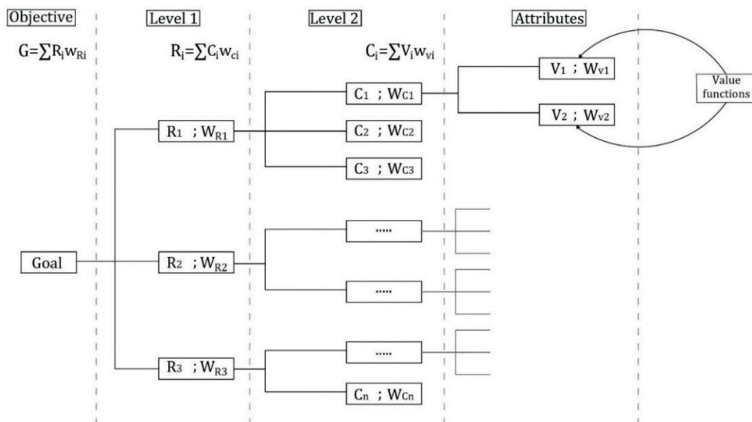 Objective Level 1 Level 2 Attributes
G=∑RᵢwRi Rᵢ=∑Cᵢwci Cᵢ=∑Vᵢwvi
V₁ ; Wv1
C₁ ; WC1
Value
functions
V₂ ; Wv2
R₁ ; WR1
C₂ ; WC2
C₃ ; WC3
.....
Goal
R₂ ; WR2
.....
.....
R₃ ; WR3
Cn ; WCn